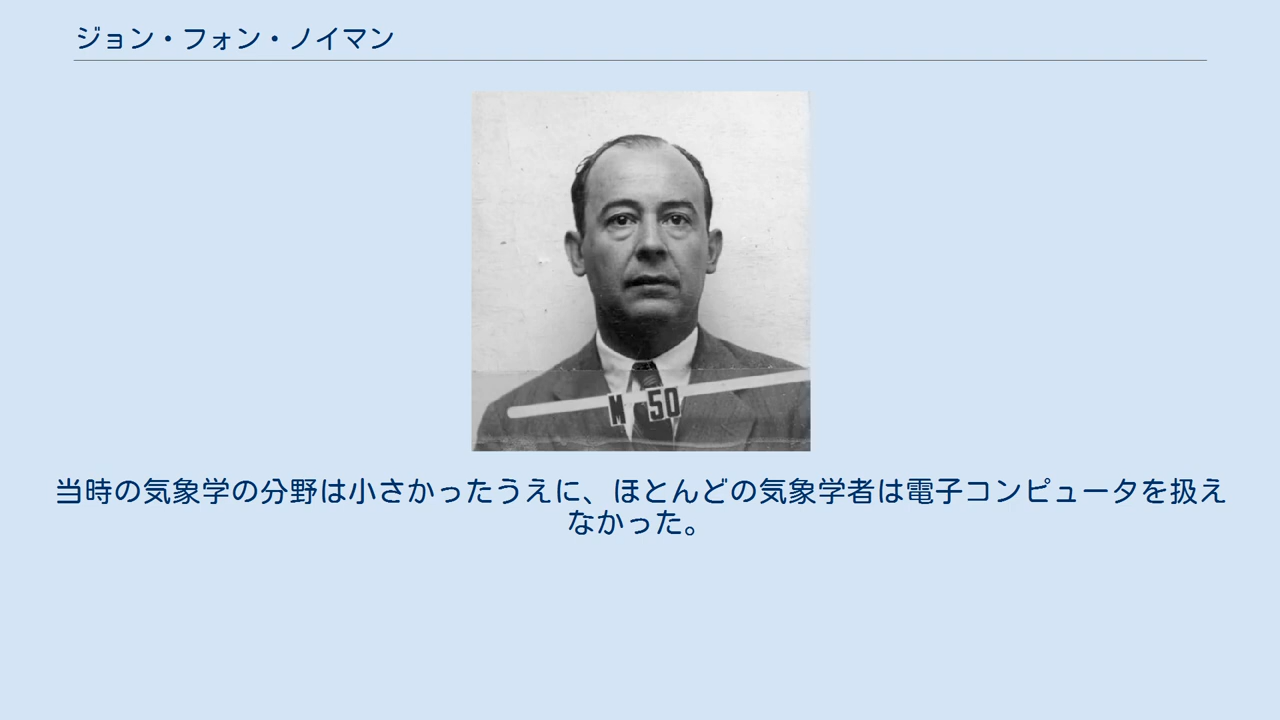 ジョン・フォン・ノイマン
M 50
当時の気象学の分野は小さかったうえに、ほとんどの気象学者は電子コンピュータを扱え
なかった。